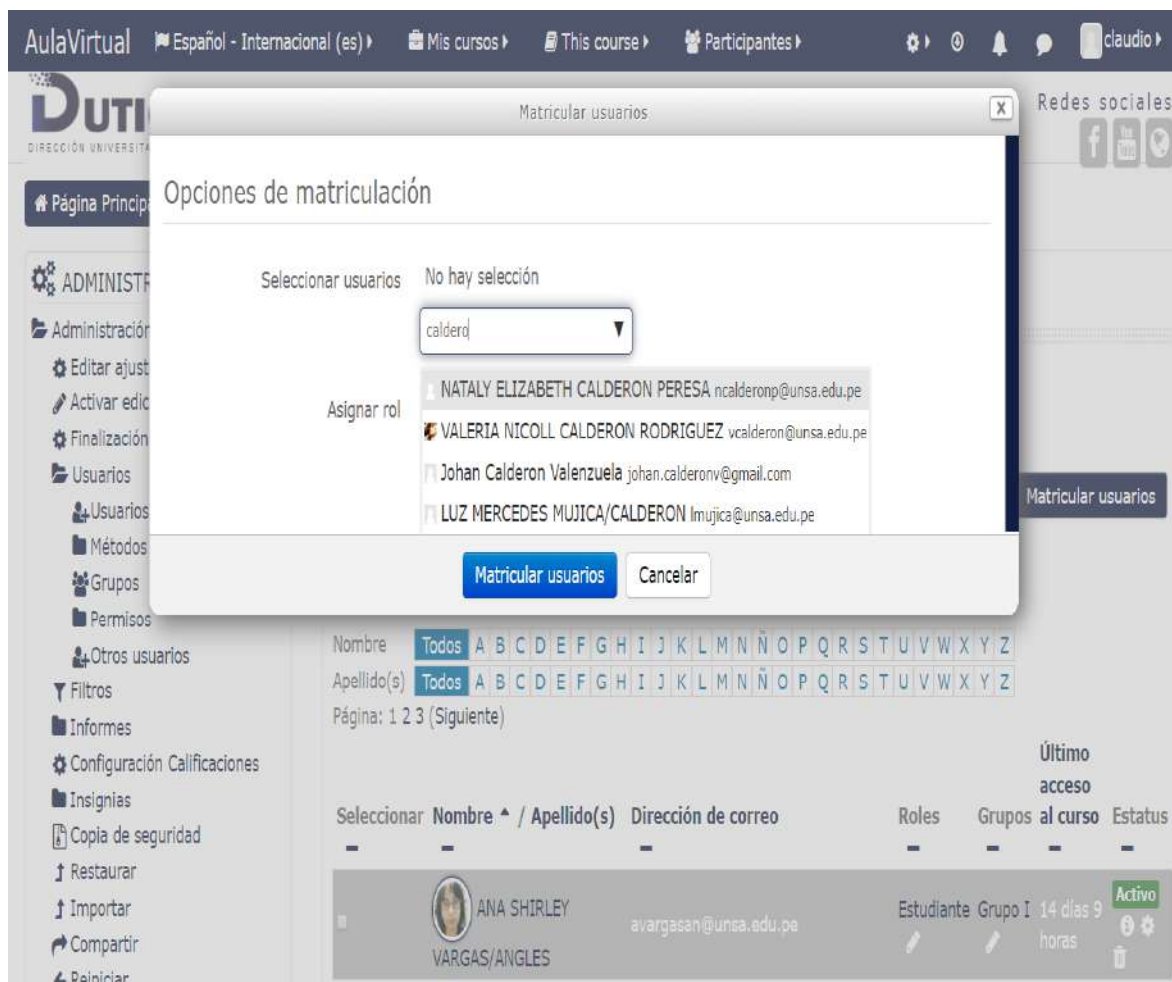 AulaVirtual Español - Internacional (es) Mis cursos This course Participantes claudio
DUTI
DIRECCIÓN UNIVERSITA
Redes sociales
Matricular usuarios X
Página Princip
Opciones de matriculación
Seleccionar usuarios No hay selección
caldero
Asignar rol
NATALY ELIZABETH CALDERON PERESA ncalderonp@unsa.edu.pe
VALERIA NICOLL CALDERON RODRIGUEZ vcalderon@unsa.edu.pe
Johan Calderon Valenzuela johan.calderonv@gmail.com
LUZ MERCEDES MUJICA/CALDERON lmujica@unsa.edu.pe
Matricular usuarios Cancelar
Matricular usuarios
ADMINISTR
Administración
Editar ajust
Activar edic
Finalización
Usuarios
Usuarios
Métodos
Grupos
Permisos
Otros usuarios
Filtros
Informes
Configuración Calificaciones
Insignias
Copia de seguridad
Restaurar
Importar
Compartir
Reiniciar
Nombre Todos A B C D E F G H I J K L M N Ñ O P Q R S T U V W X Y Z
Apellido(s) Todos A B C D E F G H I J K L M N Ñ O P Q R S T U V W X Y Z
Página: 1 2 3 (Siguiente)
Seleccionar Nombre / Apellido(s) Dirección de correo Roles Grupos Último acceso al curso Estatus
ANA SHIRLEY VARGAS/ANGLES avargasan@unsa.edu.pe Estudiante Grupo I 14 días 9 horas Activo